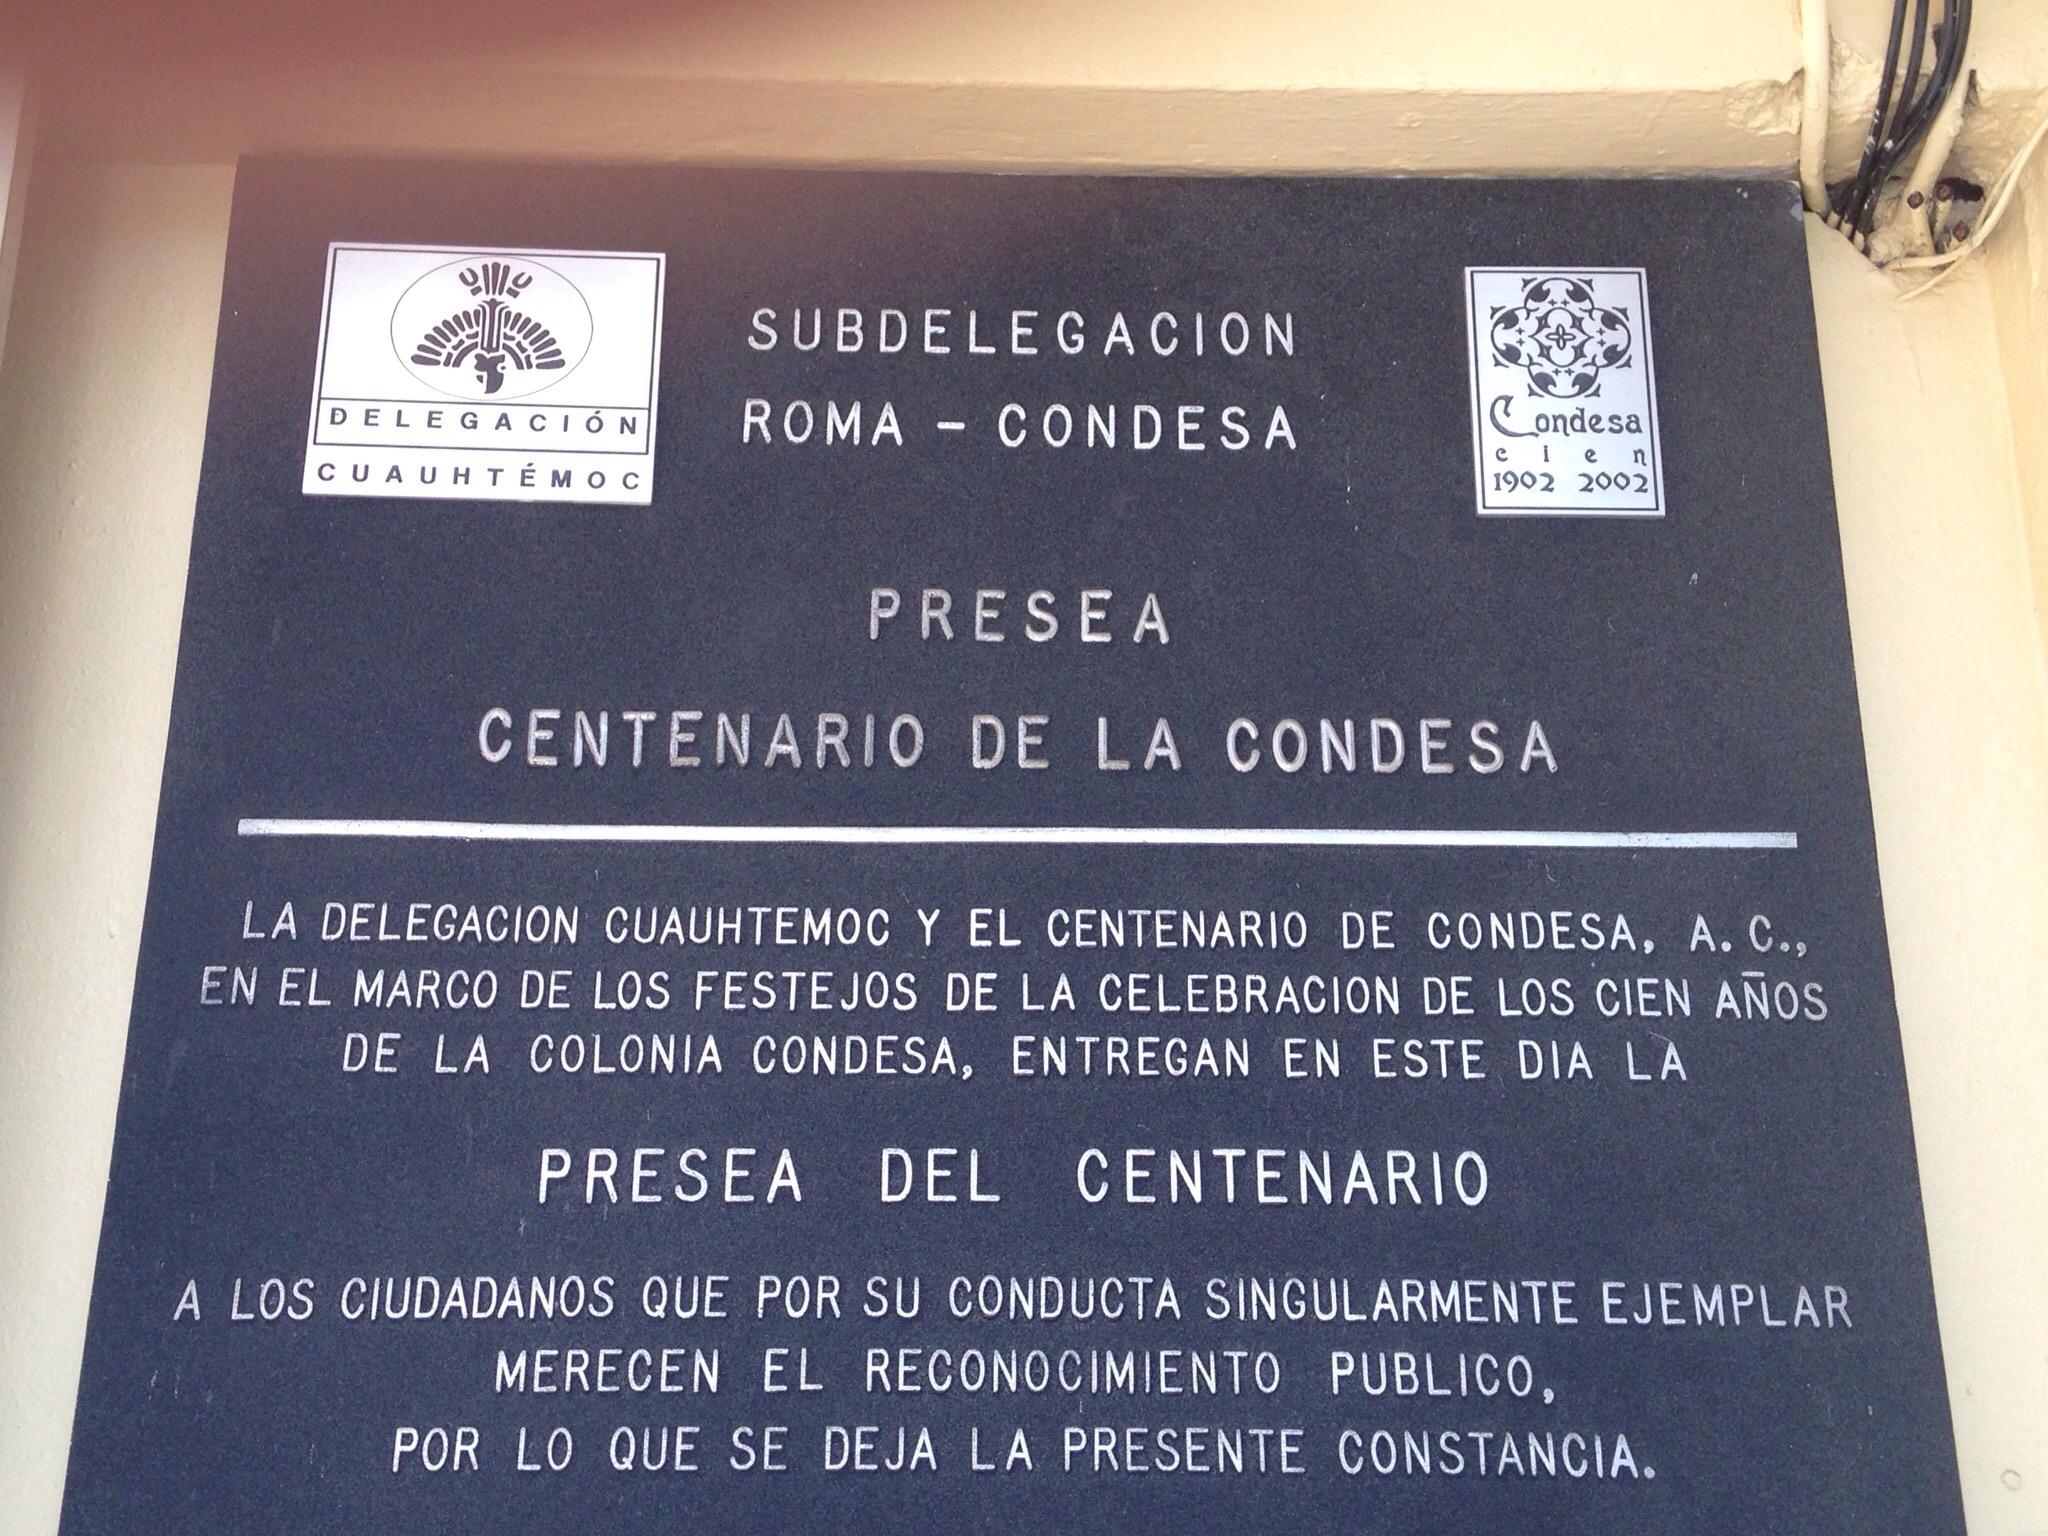 DELEGACIÓN
CUAUHTÉMOC
SUBDELEGACION
ROMA - CONDESA
Condesa
cien
1902 2002
PRESEA
CENTENARIO DE LA CONDESA
LA DELEGACION CUAUHTEMOC Y EL CENTENARIO DE CONDESA, A.C.,
EN EL MARCO DE LOS FESTEJOS DE LA CELEBRACION DE LOS CIEN AÑOS
DE LA COLONIA CONDESA, ENTREGAN EN ESTE DIA LA
PRESEA DEL CENTENARIO
A LOS CIUDADANOS QUE POR SU CONDUCTA SINGULARMENTE EJEMPLAR
MERECEN EL RECONOCIMIENTO PUBLICO,
POR LO QUE SE DEJA LA PRESENTE CONSTANCIA.